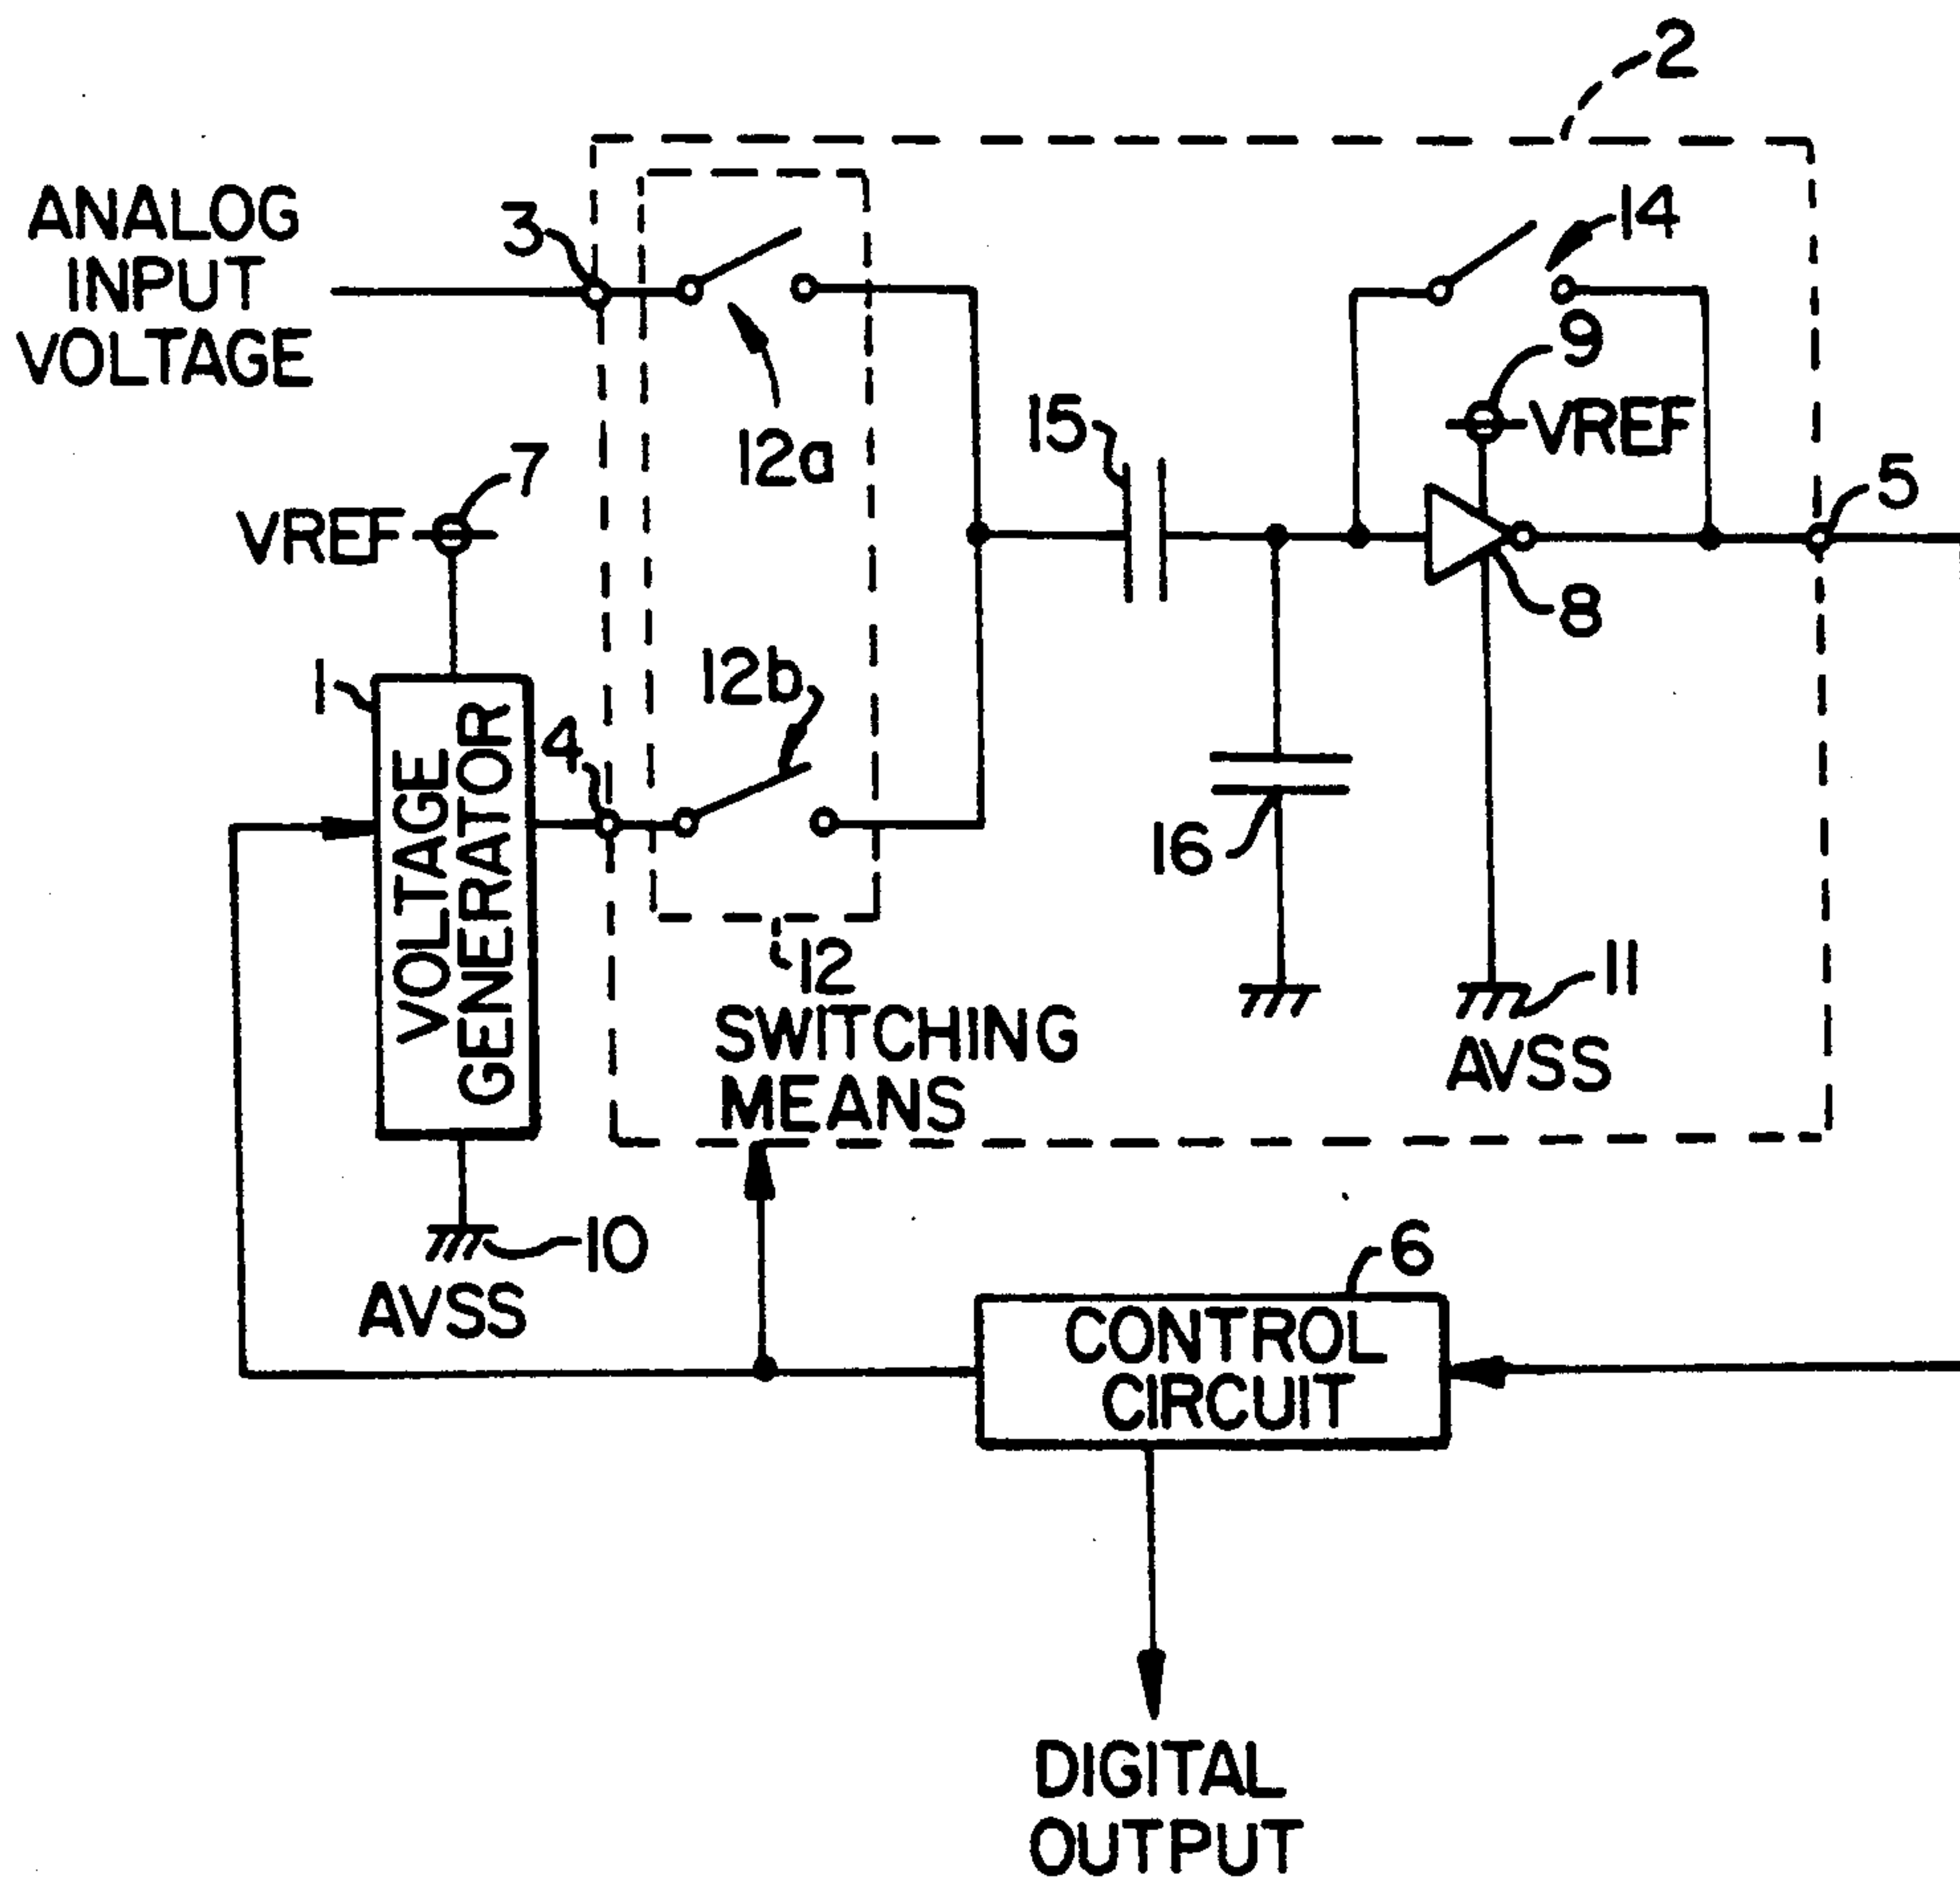 2
ANALOG
INPUT
VOLTAGE
3
14
12a
9
VREF
15
7
VREF
5
8
12b
1
4
VOLTAGE
GENERATOR
16
12
SWITCHING
MEANS
11
AVSS
10
AVSS
6
CONTROL
CIRCUIT
DIGITAL
OUTPUT